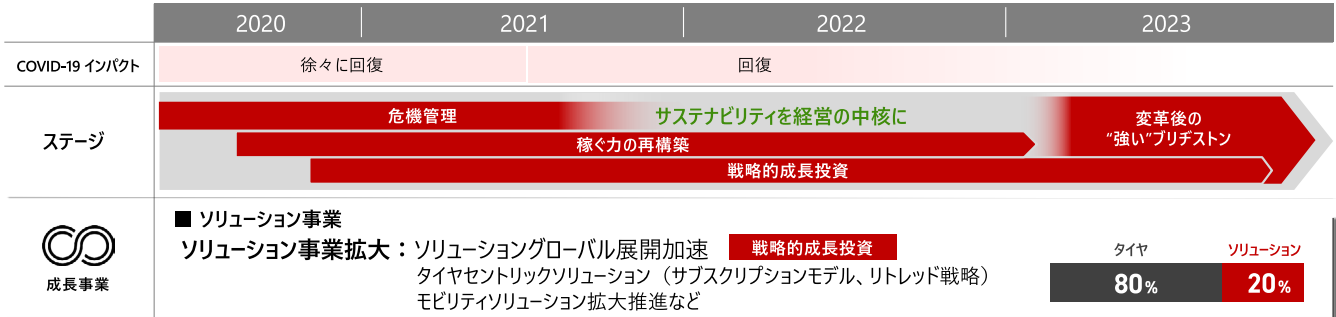 2020 2021 2022 2023
COVID-19 インパクト 徐々に回復 回復
ステージ
危機管理 サステナビリティを経営の中核に
稼ぐ力の再構築
戦略的成長投資
変革後の
“強い”ブリヂストン
成長事業
■ ソリューション事業
ソリューション事業拡大：ソリューショングローバル展開加速 戦略的成長投資
タイヤセントリックソリューション（サブスクリプションモデル、リトレッド戦略）
モビリティソリューション拡大推進など
タイヤ ソリューション
80% 20%